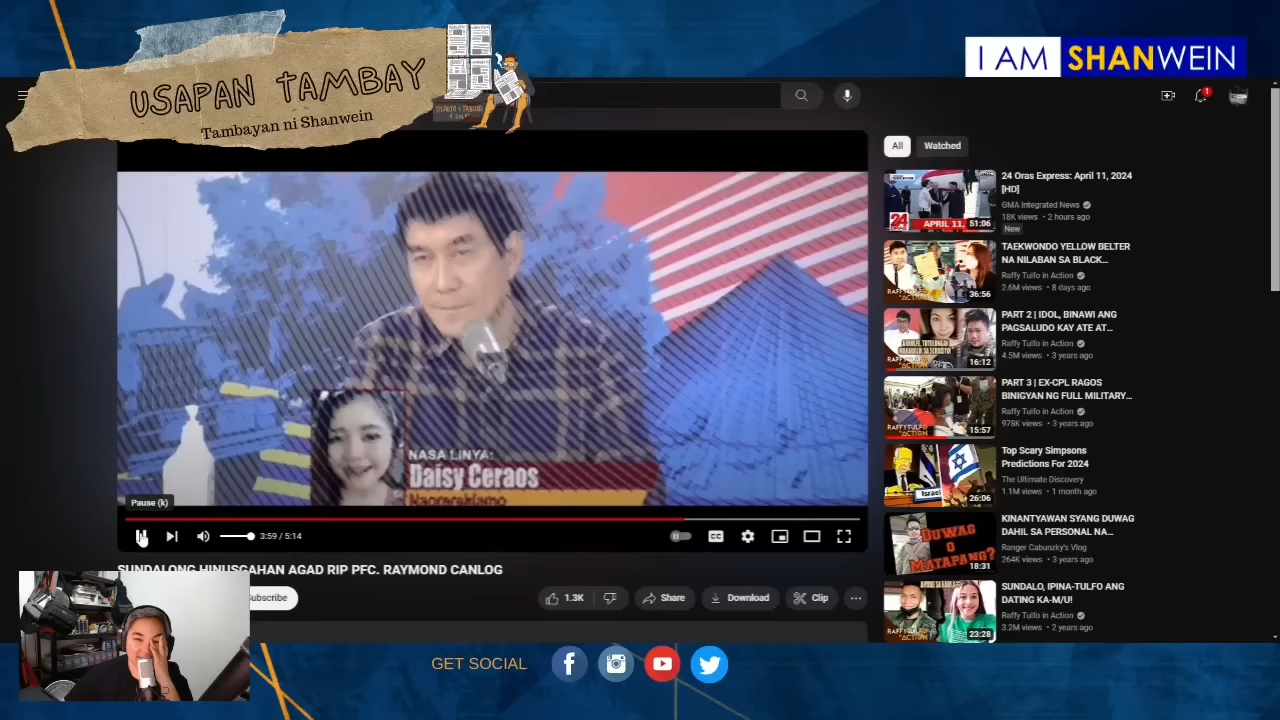 USAPAN TAMBAY
Tambayan ni Shanwein
I AM SHANWEIN
1
All
Watched
24 Oras Express: April 11, 2024
[HD]
GMA Integrated News
18K views • 2 hours ago
New
24
APRIL 11,
51:06
TAEKWONDO YELLOW BELTER
NA NILABAN SA BLACK...
Raffy Tulfo in Action
2.6M views • 8 days ago
36:56
PART 2 | IDOL, BINAWI ANG
PAGSALUDO KAY ATE AT...
Raffy Tulfo in Action
4.5M views • 3 years ago
16:12
PART 3 | EX-CPL RAGOS
BINIGYAN NG FULL MILITARY...
Raffy Tulfo in Action
978K views • 3 years ago
15:57
Top Scary Simpsons
Predictions For 2024
The Ultimate Discovery
1.1M views • 1 month ago
Israel
26:06
KINANTYAWAN SYANG DUWAG
DAHIL SA PERSONAL NA...
Ranger Cabunzky's Vlog
264K views • 3 years ago
DUWAG
O
MATAPANG?
18:31
SUNDALO, IPINA-TULFO ANG
DATING KA-M/U!
Raffy Tulfo in Action
3.2M views • 2 years ago
23:28
NASA LINYA:
Daisy Ceraos
Nagrereklamo
Pause (k)
3:59 / 5:14
CC
SUNDALONG HINUSGAHAN AGAD RIP PFC. RAYMOND CANLOG
ubscribe
1.3K
Share
Download
Clip
GET SOCIAL